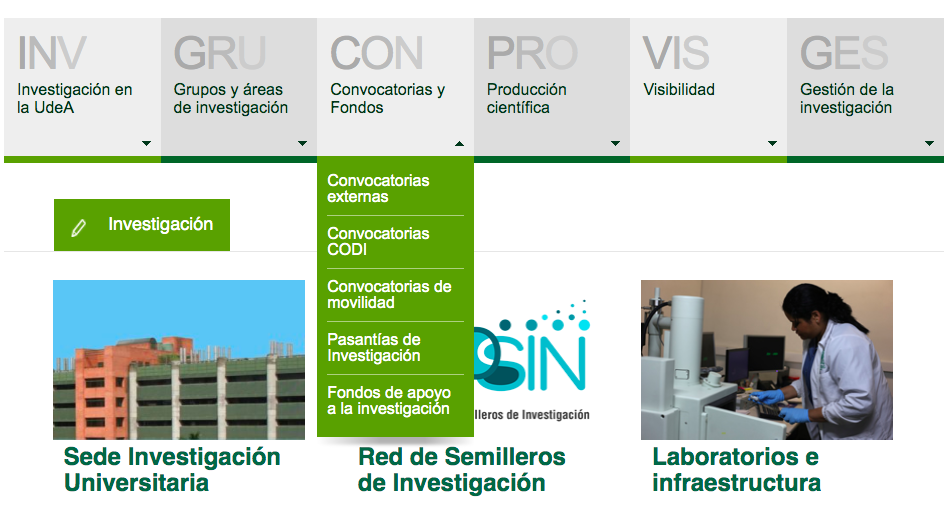 INV
Investigación en
la UdeA
GRU
Grupos y áreas
de investigación
CON
Convocatorias y
Fondos
PRO
Producción
científica
VIS
Visibilidad
GES
Gestión de la
investigación
Convocatorias
externas
Convocatorias
CODI
Convocatorias de
movilidad
Pasantías de
Investigación
Fondos de apoyo
a la investigación
Investigación
SIN
lleros de Investigación
Sede Investigación
Universitaria
Red de Semilleros
de Investigación
Laboratorios e
infraestructura